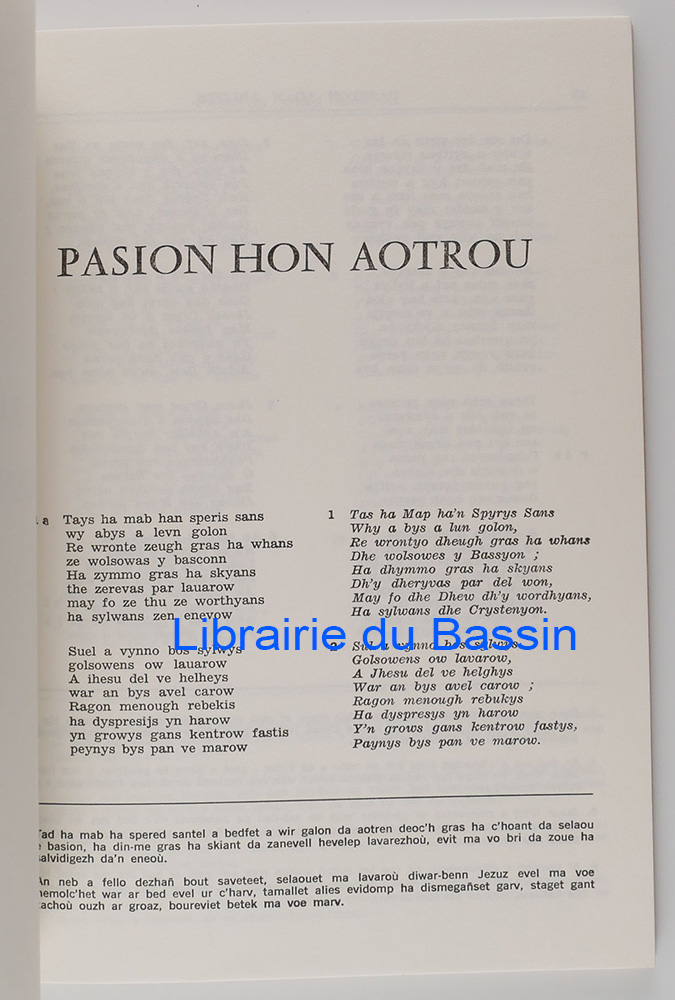 PASION HON AOTROU
1 a Tays ha mab han speris sans
wy abys a levn golon
Re wronte zeugh gras ha whans
ze wolsowas y basconn
Ha zymmo gras ha skyans
the zerevas par lauarow
may fo ze thu ze worthyans
ha sylwans zen enevow
Suel a vynno bos sylwys
golsowens ow lauarow
A ihesu del ve helheys
war an bys avel carow
Ragon menough rebekis
ha dyspresijs yn harow
yn growys gans kentrow fastis
peynys bys pan ve marow
1 Tas ha Map ha'n Spyrys Sans
Why a bys a lun golon,
Re wrontyo dheugh gras ha whans
Dhe wolsowes y Bassyon ;
Ha dhymmo gras ha skyans
Dh'y dheryvas par del won,
May fo dhe Dhew dh'y wordhyans,
Ha sylwans dhe Crystenyon.
2 Sul a vynno bos sylwys
Golsowens ow lavarow,
A Jhesu del ve helghys
War an bys avel carow ;
Ragon menough rebukys
Ha dyspresys yn harow
Y'n grows gans kentrow fastys,
Paynys bys pan ve marow.
Librairie du Bassin
Tad ha mab ha spered santel a bedfet a wir galon da aotren deoc'h gras ha c'hoant da selaou
e basion, ha din-me gras ha skiant da zanevell hevelep lavarezhoù, evit ma vo bri da zoue ha
salvidigezh da'n eneoù.
An neb a fello dezhañ bout saveteet, selaouet ma lavaroù diwar-benn Jezuz evel ma voe
hemolc'het war ar bed evel ur c'harv, tamallet alies evidomp ha dismegañset garv, staget gant
tachoù ouzh ar groaz, boureviet betek ma voe marv.